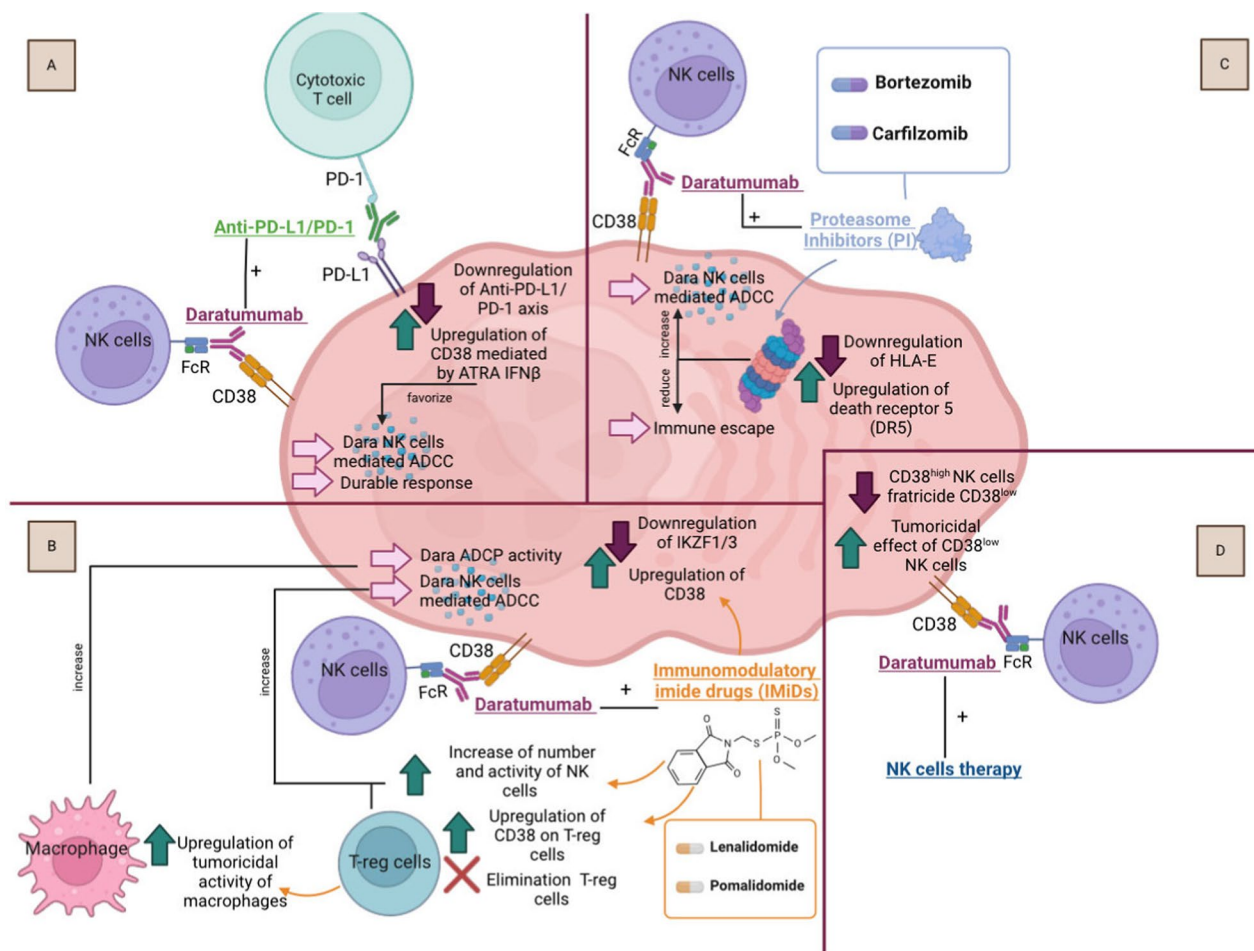 A
Cytotoxic
T cell
PD-1
Anti-PD-L1/PD-1
+
PD-L1
Daratumumab
NK cells
FcR
CD38
Downregulation
of Anti-PD-L1/
PD-1 axis
Upregulation of
CD38 mediated
by ATRA IFNβ
favorize
Dara NK cells
mediated ADCC
Durable response
C
NK cells
FcR
Daratumumab
CD38
+
Bortezomib
Carfilzomib
Proteasome
Inhibitors (PI)
Dara NK cells
mediated ADCC
increase
reduce
Immune escape
Downregulation
of HLA-E
Upregulation of
death receptor 5
(DR5)
B
Dara ADCP activity
Dara NK cells
mediated ADCC
Downregulation
of IKZF1/3
Upregulation of
CD38
increase
increase
NK cells
FcR
CD38
Daratumumab
+
Immunomodulatory
imide drugs (IMiDs)
O
N
O
S
P
S
O
O
Increase of number
and activity of NK
cells
Upregulation of
CD38 on T-reg
cells
Elimination T-reg
cells
T-reg cells
Macrophage
Upregulation of
tumoricidal
activity of
macrophages
Lenalidomide
Pomalidomide
D
CD38high NK cells
fratricide CD38low
Tumoricidal
effect of CD38low
NK cells
CD38
FcR
NK cells
Daratumumab
+
NK cells therapy